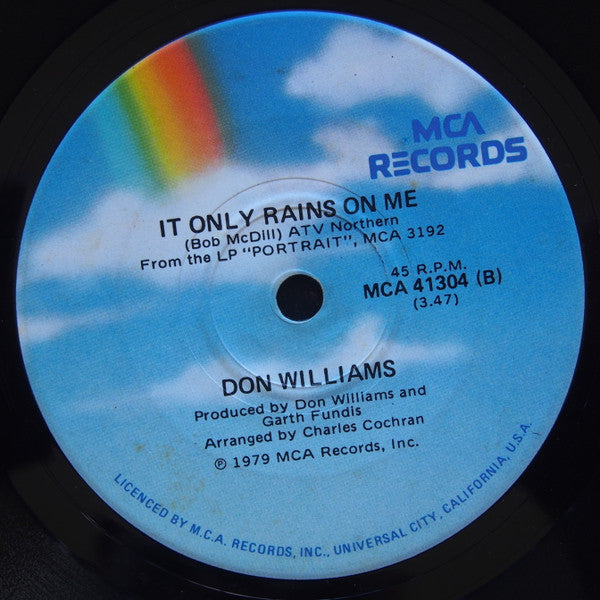 MCA
RECORDS
IT ONLY RAINS ON ME
(Bob McDill) ATV Northern
From the LP "PORTRAIT", MCA 3192
45 R.P.M.
MCA 41304 (B)
(3.47)
DON WILLIAMS
Produced by Don Williams and
Garth Fundis
Arranged by Charles Cochran
℗ 1979 MCA Records, Inc.
LICENCED BY M.C.A. RECORDS, INC., UNIVERSAL CITY, CALIFORNIA, U.S.A.